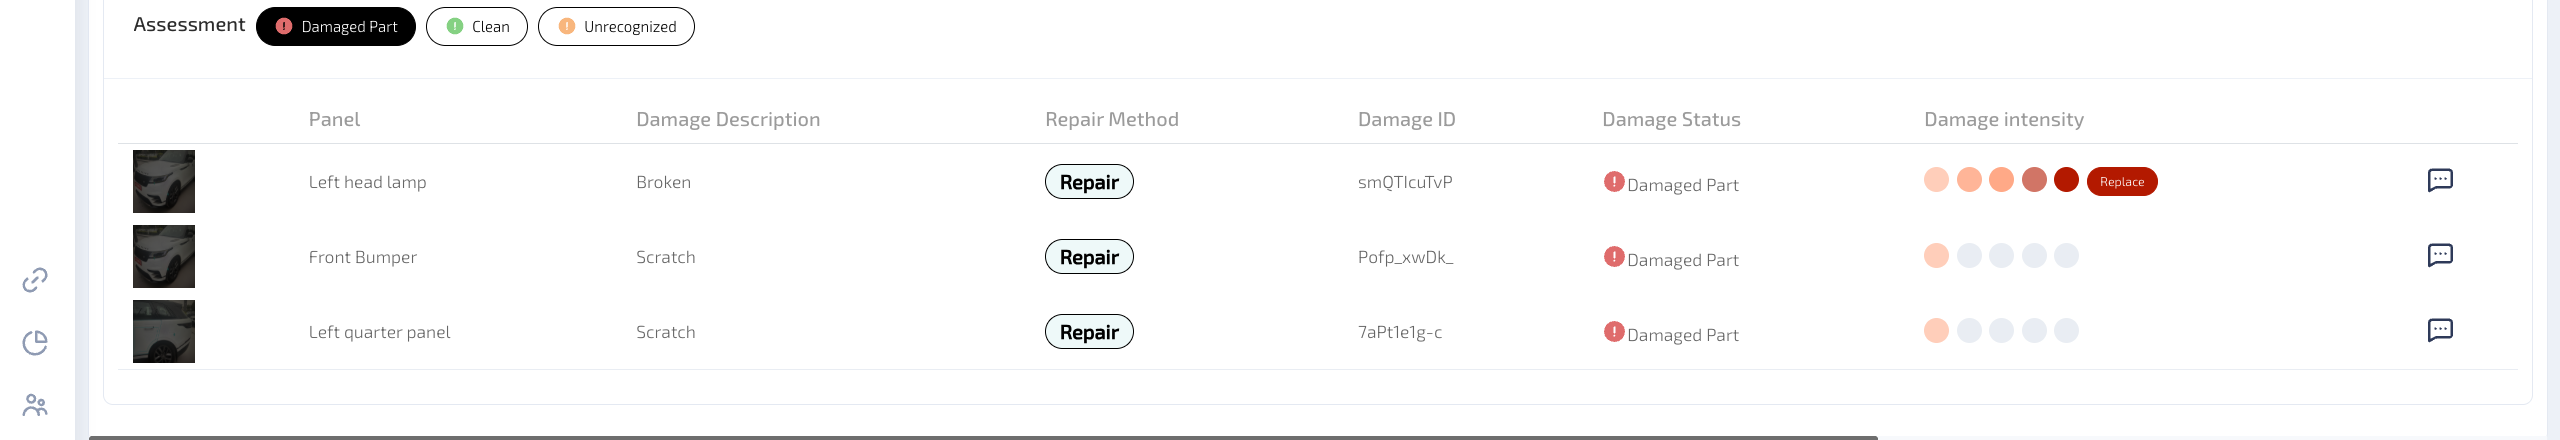 Assessment Damaged Part Clean Unrecognized
Panel Damage Description Repair Method Damage ID Damage Status Damage intensity
Left head lamp Broken Repair smQTIcuTvP Damaged Part Replace
Front Bumper Scratch Repair Pofp_xwDk_ Damaged Part
Left quarter panel Scratch Repair 7aPt1e1g-c Damaged Part